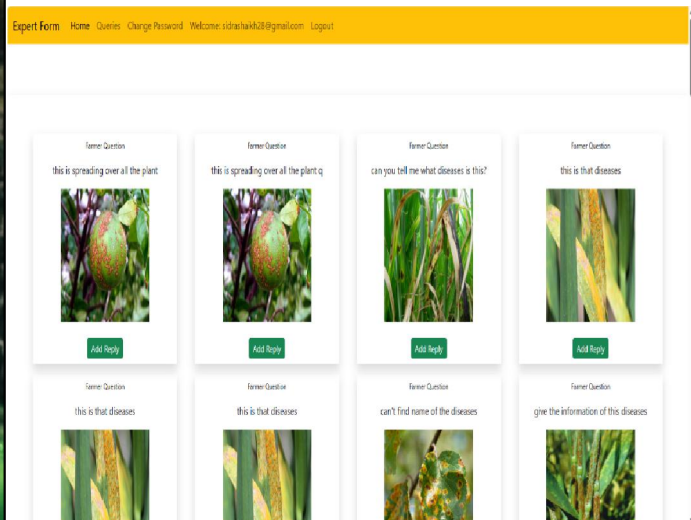 Expert Form Home Queries Change Password Welcome: sidrashaikh28@gmail.com Logout
Farmer Question Farmer Question Farmer Question Farmer Question
this is spreading over all the plant this is spreading over all the plant q can you tell me what diseases is this? this is that diseases
Add Reply Add Reply Add Reply Add Reply
Farmer Question Farmer Question Farmer Question Farmer Question
this is that diseases this is that diseases can't find name of the diseases give the information of this diseases